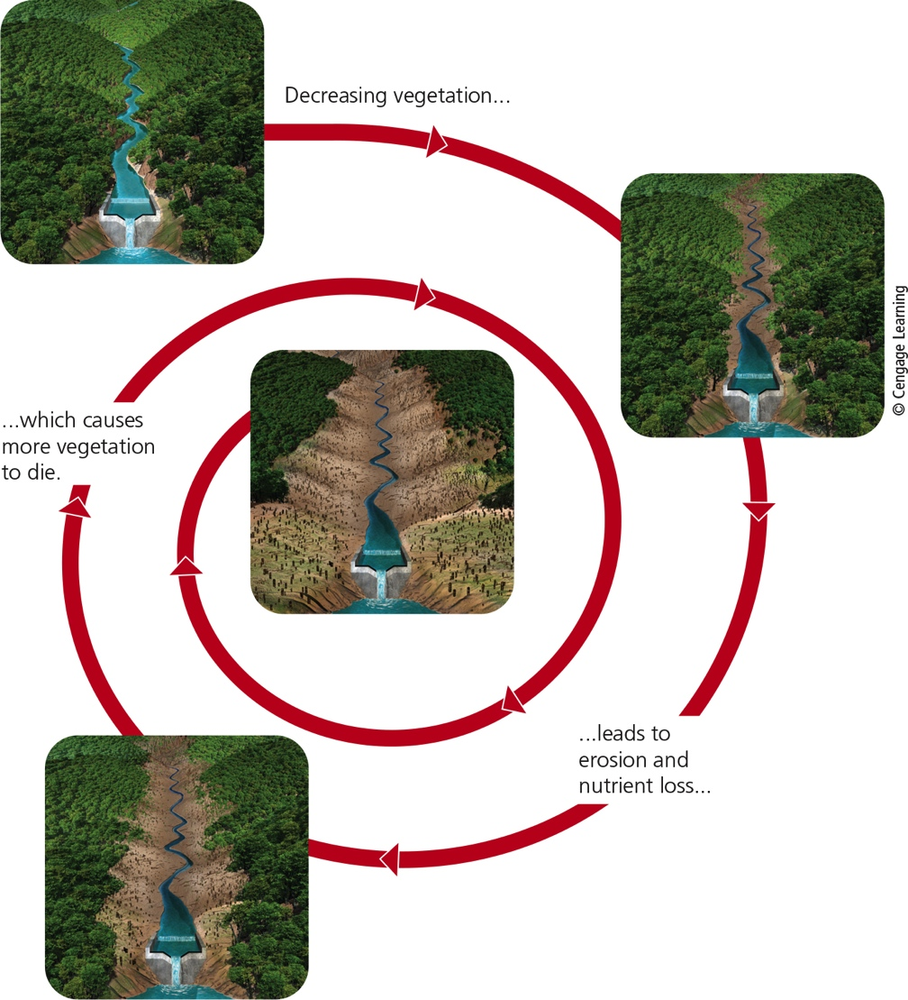 Decreasing vegetation...
...leads to
erosion and
nutrient loss...
...which causes
more vegetation
to die.
© Cengage Learning